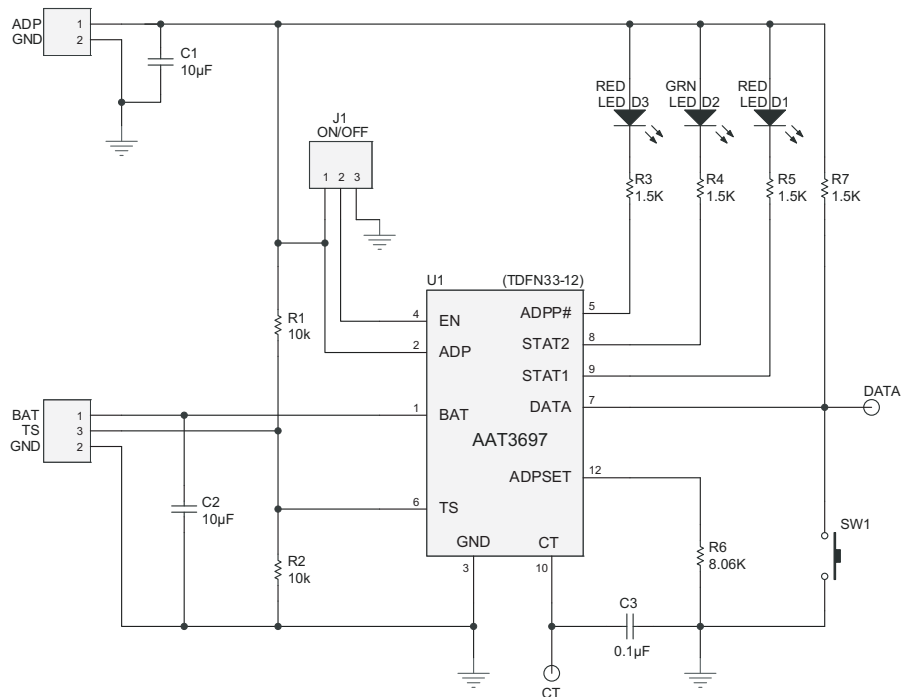 ADP 1
GND 2
C1
10µF
J1
ON/OFF
1 2 3
RED
LED D3
GRN
LED D2
RED
LED D1
R3
1.5K
R4
1.5K
R5
1.5K
R7
1.5K
U1 (TDFN33-12)
R1
10k
4 EN
2 ADP
1 BAT
6 TS
ADPP# 5
STAT2 8
STAT1 9
DATA 7
AAT3697
ADPSET 12
GND
3
CT
10
DATA
BAT 1
TS 3
GND 2
C2
10µF
R2
10k
R6
8.06K
SW1
C3
0.1µF
CT